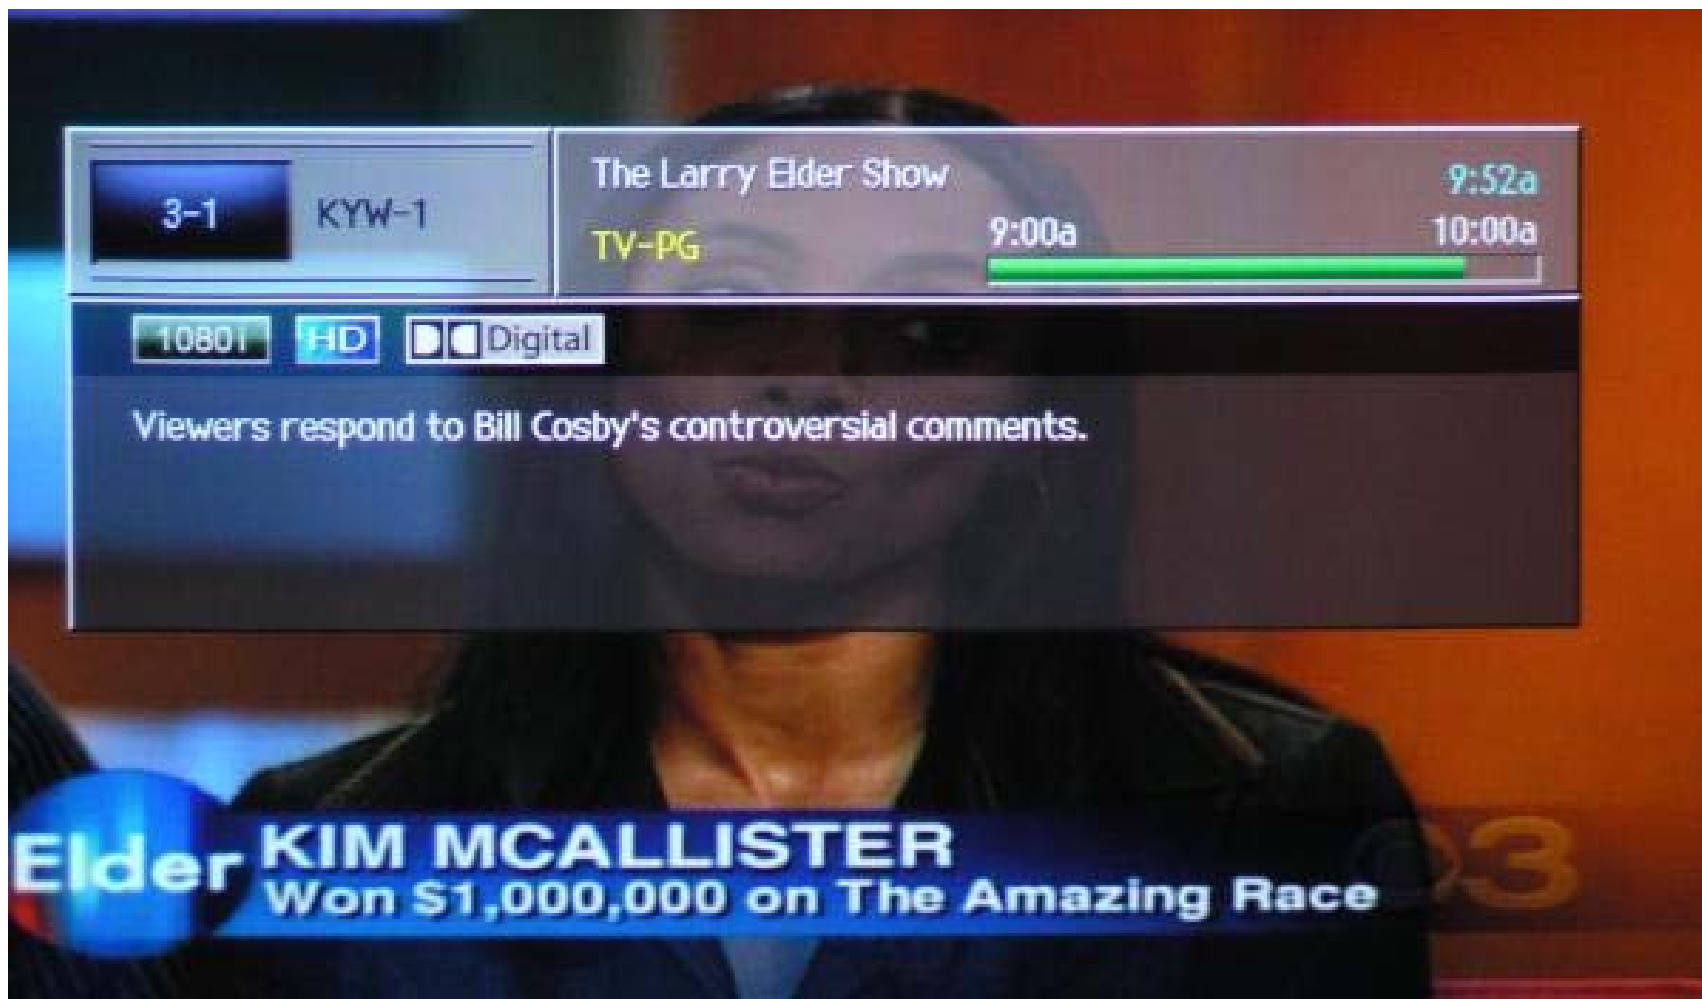 3-1 KYW-1
The Larry Elder Show 9:52a
TV-PG 9:00a 10:00a
1080i HD Digital
Viewers respond to Bill Cosby's controversial comments.
Elder
KIM MCALLISTER
Won $1,000,000 on The Amazing Race
3